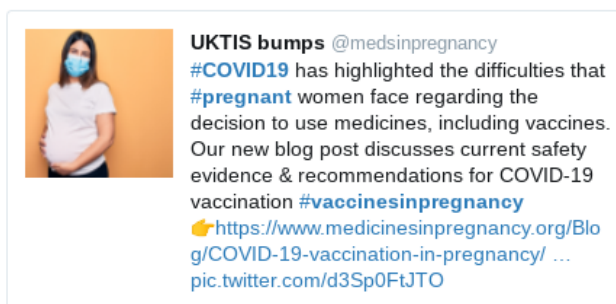 UKTIS bumps @medsinpregnancy
#COVID19 has highlighted the difficulties that
#pregnant women face regarding the
decision to use medicines, including vaccines.
Our new blog post discusses current safety
evidence & recommendations for COVID-19
vaccination #vaccinesinpregnancy
👉https://www.medicinesinpregnancy.org/Blo
g/COVID-19-vaccination-in-pregnancy/ …
pic.twitter.com/d3Sp0FtJTO